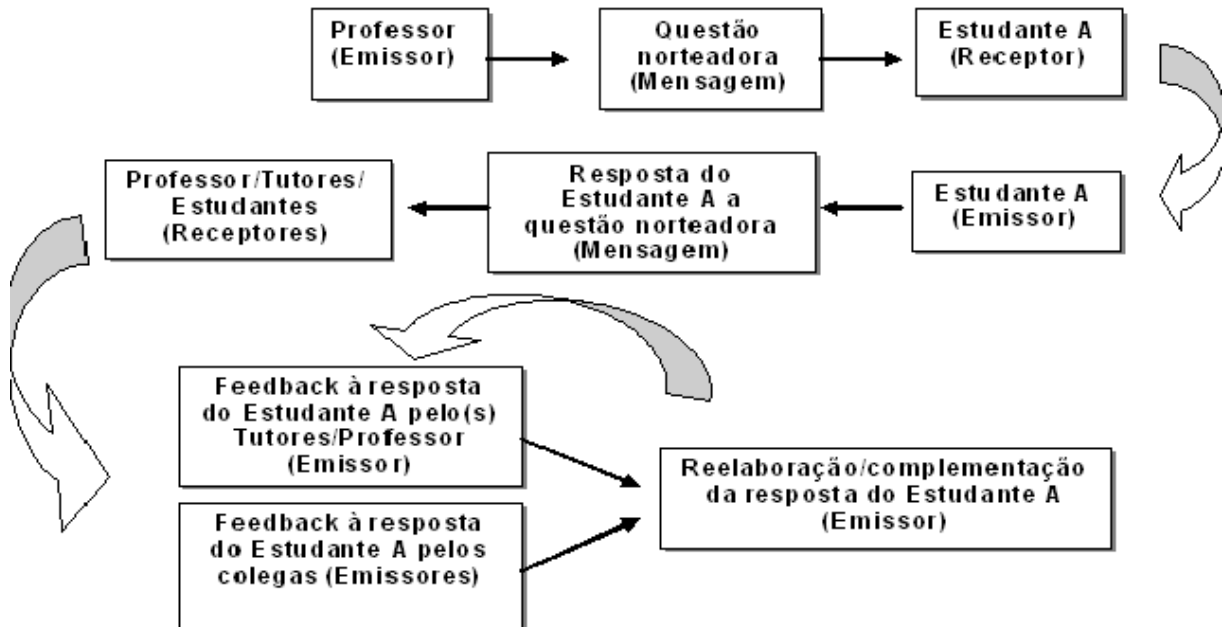 Professor
(Emissor)
Questão
norteadora
(Mensagem)
Estudante A
(Receptor)
Professor/Tutores/
Estudantes
(Receptores)
Resposta do
Estudante A a
questão norteadora
(Mensagem)
Estudante A
(Emissor)
Feedback à resposta
do Estudante A pelo(s)
Tutores/Professor
(Emissor)
Reelaboração/complementação
da resposta do Estudante A
(Emissor)
Feedback à resposta
do Estudante A pelos
colegas (Emissores)